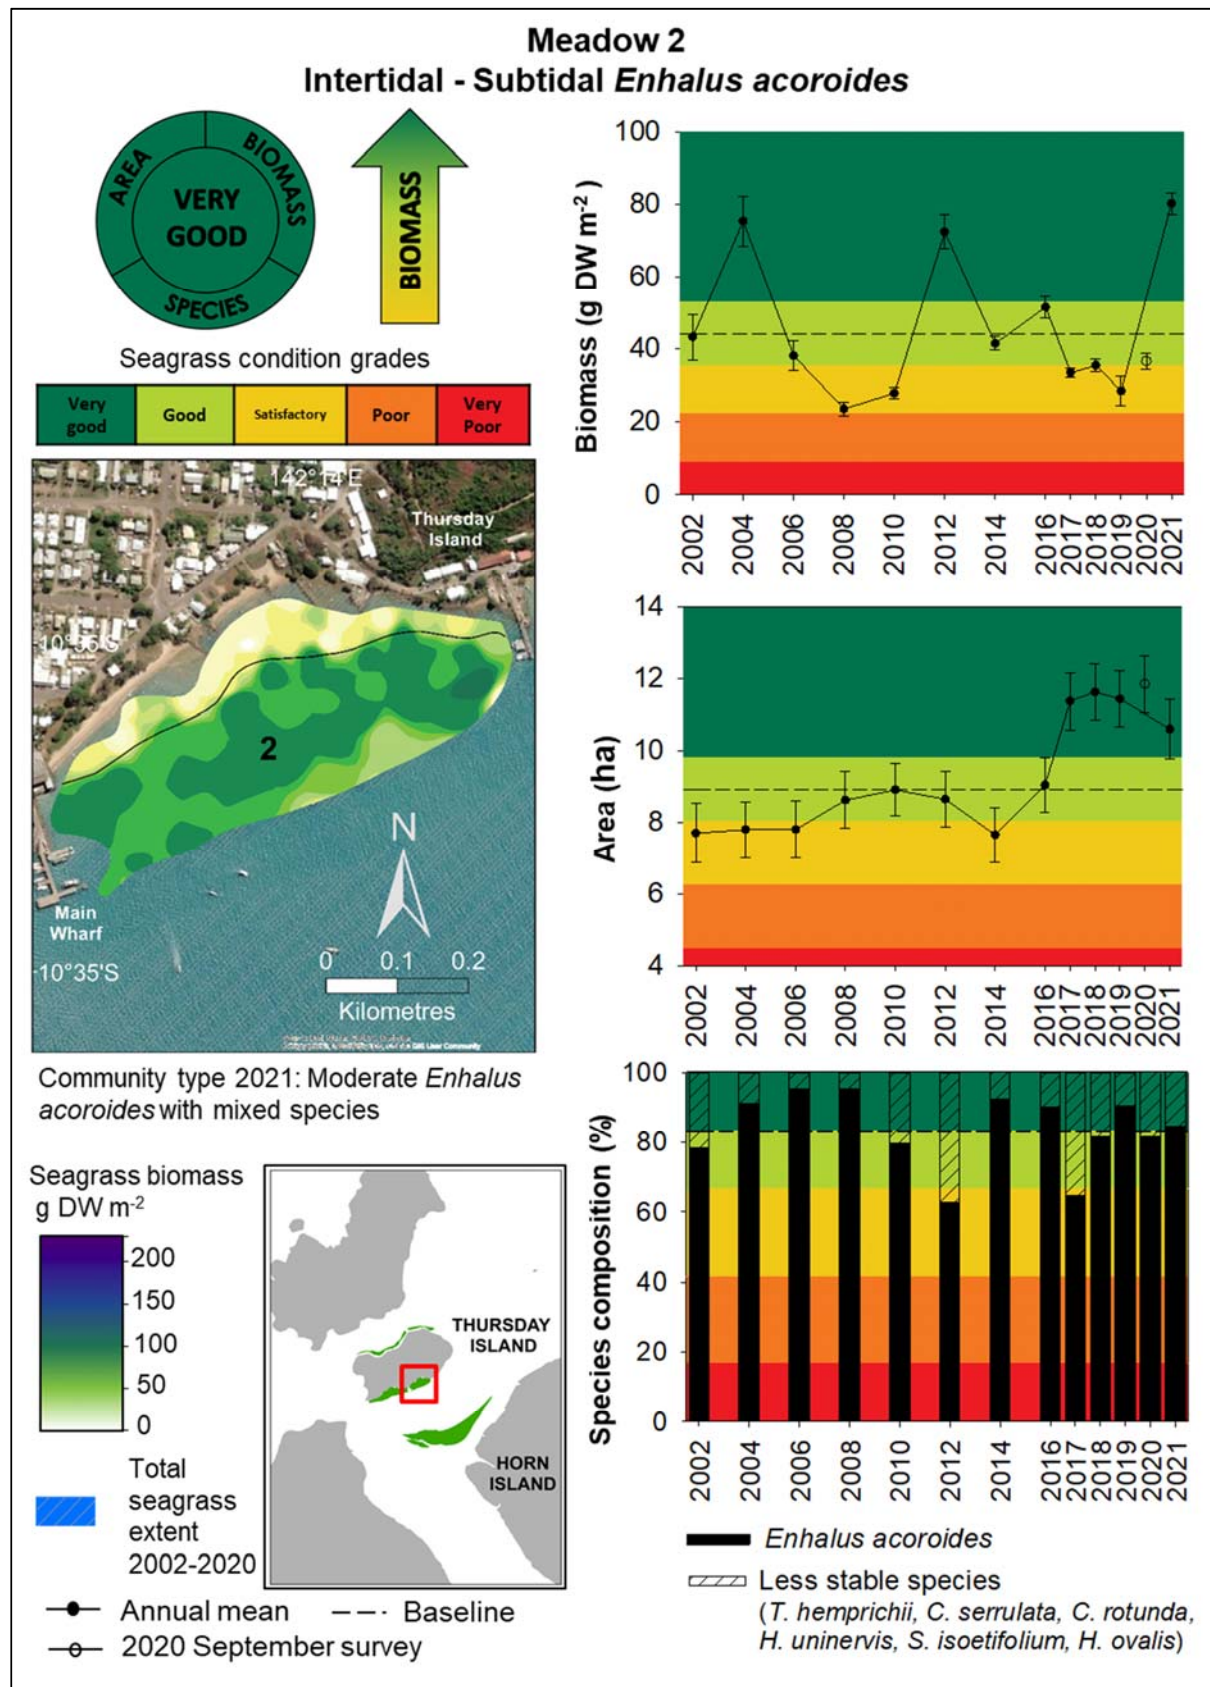 Meadow 2
Intertidal - Subtidal Enhalus acoroides
AREA
BIOMASS
VERY
GOOD
SPECIES
BIOMASS
Seagrass condition grades
Very
good
Good
Satisfactory
Poor
Very
Poor
142°14'E
Thursday
Island
10°35'S
2
N
Main
Wharf
10°35'S
0 0.1 0.2
Kilometres
Community type 2021: Moderate Enhalus
acoroides with mixed species
Seagrass biomass
g DW m-2
200
150
100
50
0
Total
seagrass
extent
2002-2020
THURSDAY
ISLAND
HORN
ISLAND
Annual mean
Baseline
2020 September survey
Biomass (g DW m-2 )
100
80
60
40
20
0
2002 2004 2006 2008 2010 2012 2014 2016 2017 2018 2019 2020 2021
Area (ha)
14
12
10
8
6
4
2002 2004 2006 2008 2010 2012 2014 2016 2017 2018 2019 2020 2021
Species composition (%)
100
80
60
40
20
0
2002 2004 2006 2008 2010 2012 2014 2016 2017 2018 2019 2020 2021
Enhalus acoroides
Less stable species
(T. hemprichii, C. serrulata, C. rotunda,
H. uninervis, S. isoetifolium, H. ovalis)